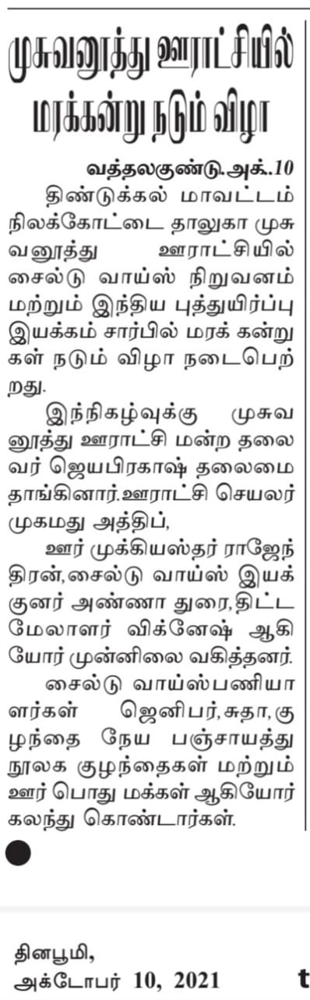 முசுவனூத்து ஊராட்சியில்
மரக்கன்று நடும் விழா
வத்தலகுண்டு.அக்..10
திண்டுக்கல் மாவட்டம்
நிலக்கோட்டை தாலுகா முசு
வனூத்து ஊராட்சியில்
சைல்டு வாய்ஸ் நிறுவனம்
மற்றும் இந்திய புத்துயிர்ப்பு
இயக்கம் சார்பில் மரக் கன்று
கள் நடும் விழா நடைபெற்
றது.
இந்நிகழ்வுக்கு முசுவ
னூத்து ஊராட்சி மன்ற தலை
வர் ஜெயபிரகாஷ் தலைமை
தாங்கினார்.ஊராட்சி செயலர்
முகமது அத்திப்,
ஊர் முக்கியஸ்தர் ராஜேந்
திரன்,சைல்டு வாய்ஸ் இயக்
குனர் அண்ணா துரை,திட்ட
மேலாளர் விக்னேஷ் ஆகி
யோர் முன்னிலை வகித்தனர்.
சைல்டு வாய்ஸ்பணியா
ளர்கள் ஜெனிபர்,சுதா,கு
ழந்தை நேய பஞ்சாயத்து
நூலக குழந்தைகள் மற்றும்
ஊர் பொது மக்கள் ஆகியோர்
கலந்து கொண்டார்கள்.
தினபூமி,
அக்டோபர் 10, 2021 t